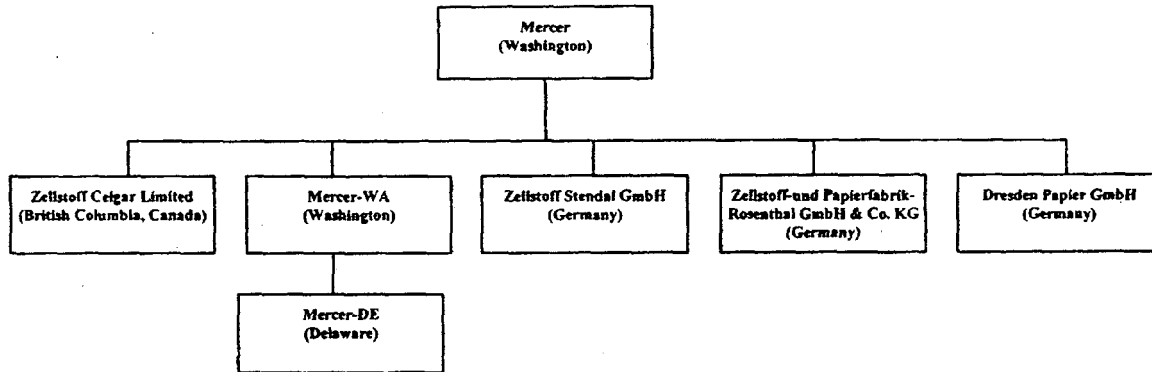 Mercer
(Washington)
Zellstoff Celgar Limited
(British Columbia, Canada)
Mercer-WA
(Washington)
Zellstoff Stendal GmbH
(Germany)
Zellstoff-und Papierfabrik-
Rosenthal GmbH & Co. KG
(Germany)
Dresden Papier GmbH
(Germany)
Mercer-DE
(Delaware)